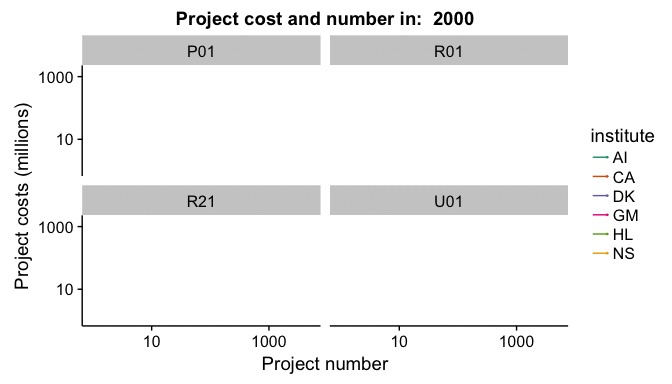 Project cost and number in:  2000
P01
R01
1000
10
R21
U01
1000
10
10
1000
10
1000
Project number
Project costs (millions)
institute
AI
CA
DK
GM
HL
NS